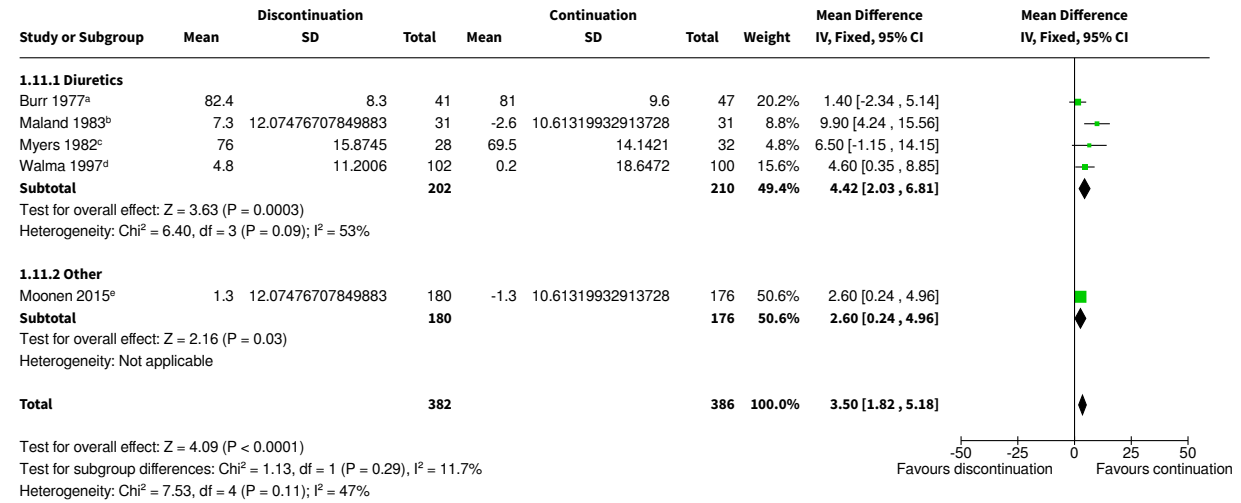 Discontinuation Continuation Mean Difference Mean Difference
Study or Subgroup Mean SD Total Mean SD Total Weight IV, Fixed, 95% CI IV, Fixed, 95% CI
1.11.1 Diuretics
Burr 1977ᵃ 82.4 8.3 41 81 9.6 47 20.2% 1.40 [-2.34 , 5.14]
Maland 1983ᵇ 7.3 12.07476707849883 31 -2.6 10.61319932913728 31 8.8% 9.90 [4.24 , 15.56]
Myers 1982ᶜ 76 15.8745 28 69.5 14.1421 32 4.8% 6.50 [-1.15 , 14.15]
Walma 1997ᵈ 4.8 11.2006 102 0.2 18.6472 100 15.6% 4.60 [0.35 , 8.85]
Subtotal 202 210 49.4% 4.42 [2.03 , 6.81]
Test for overall effect: Z = 3.63 (P = 0.0003)
Heterogeneity: Chi² = 6.40, df = 3 (P = 0.09); I² = 53%
1.11.2 Other
Moonen 2015ᵉ 1.3 12.07476707849883 180 -1.3 10.61319932913728 176 50.6% 2.60 [0.24 , 4.96]
Subtotal 180 176 50.6% 2.60 [0.24 , 4.96]
Test for overall effect: Z = 2.16 (P = 0.03)
Heterogeneity: Not applicable
Total 382 386 100.0% 3.50 [1.82 , 5.18]
Test for overall effect: Z = 4.09 (P < 0.0001)
Test for subgroup differences: Chi² = 1.13, df = 1 (P = 0.29), I² = 11.7%
Heterogeneity: Chi² = 7.53, df = 4 (P = 0.11); I² = 47%
-50 -25 0 25 50
Favours discontinuation Favours continuation